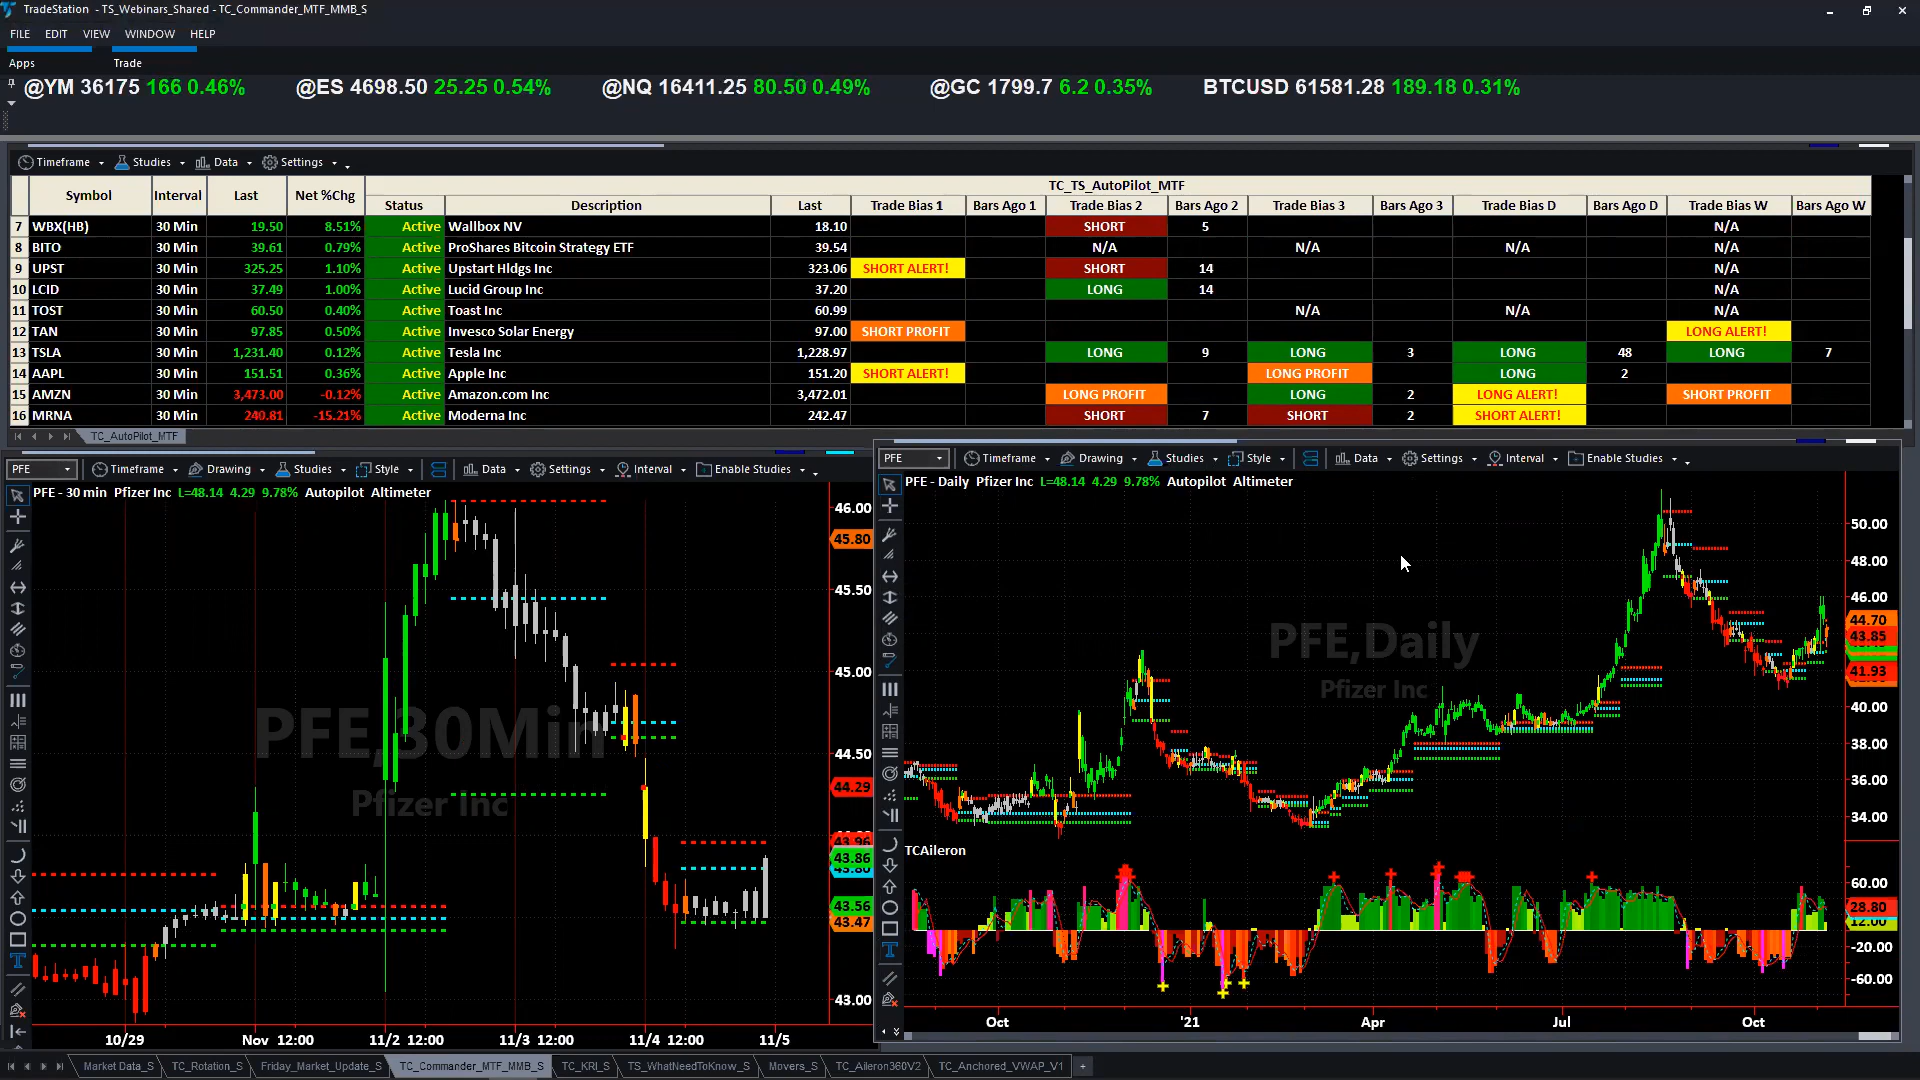 TradeStation - TS_Webinars_Shared - TC_Commander_MTF_MMB_S
FILE EDIT VIEW WINDOW HELP
Apps Trade
@YM 36175 166 0.46% @ES 4698.50 25.25 0.54% @NQ 16411.25 80.50 0.49% @GC 1799.7 6.2 0.35% BTCUSD 61581.28 189.18 0.31%
Timeframe Studies Data Settings
TC_TS_AutoPilot_MTF
Symbol Interval Last Net %Chg Status Description Last Trade Bias 1 Bars Ago 1 Trade Bias 2 Bars Ago 2 Trade Bias 3 Bars Ago 3 Trade Bias D Bars Ago D Trade Bias W Bars Ago W
7 WBX(HB) 30 Min 19.50 8.51% Active Wallbox NV 18.10 SHORT 5 N/A
8 BITO 30 Min 39.61 0.79% Active ProShares Bitcoin Strategy ETF 39.54 N/A N/A N/A N/A
9 UPST 30 Min 325.25 1.10% Active Upstart Hldgs Inc 323.06 SHORT ALERT! SHORT 14 N/A
10 LCID 30 Min 37.49 1.00% Active Lucid Group Inc 37.20 LONG 14 N/A
11 TOST 30 Min 60.50 0.40% Active Toast Inc 60.99 N/A N/A N/A
12 TAN 30 Min 97.85 0.50% Active Invesco Solar Energy 97.00 SHORT PROFIT LONG ALERT!
13 TSLA 30 Min 1,231.40 0.12% Active Tesla Inc 1,228.97 LONG 9 LONG 3 LONG 48 LONG 7
14 AAPL 30 Min 151.51 0.36% Active Apple Inc 151.20 SHORT ALERT! LONG PROFIT LONG 2
15 AMZN 30 Min 3,473.00 -0.12% Active Amazon.com Inc 3,472.01 LONG PROFIT LONG 2 LONG ALERT! SHORT PROFIT
16 MRNA 30 Min 240.81 -15.21% Active Moderna Inc 242.47 SHORT 7 SHORT 2 SHORT ALERT!
TC_AutoPilot_MTF
PFE Timeframe Drawing Studies Style Data Settings Interval Enable Studies
PFE - 30 min Pfizer Inc L=48.14 4.29 9.78% Autopilot Altimeter
46.00
45.80
45.50
45.00
44.50
44.29
43.96
43.86
43.80
43.56
43.47
43.00
PFE,30Min
Pfizer Inc
10/29 Nov 12:00 11/2 12:00 11/3 12:00 11/4 12:00 11/5
PFE Timeframe Drawing Studies Style Data Settings Interval Enable Studies
PFE - Daily Pfizer Inc L=48.14 4.29 9.78% Autopilot Altimeter
50.00
48.00
46.00
44.70
43.85
41.93
40.00
38.00
36.00
34.00
PFE,Daily
Pfizer Inc
TCAileron
60.00
28.80
12.00
-20.00
-60.00
Oct '21 Apr Jul Oct
Market Data_S TC_Rotation_S Friday_Market_Update_S TC_Commander_MTF_MMB_S TC_KRI_S TS_WhatNeedToKnow_S Movers_S TC_Aileron360V2 TC_Anchored_VWAP_V1 +